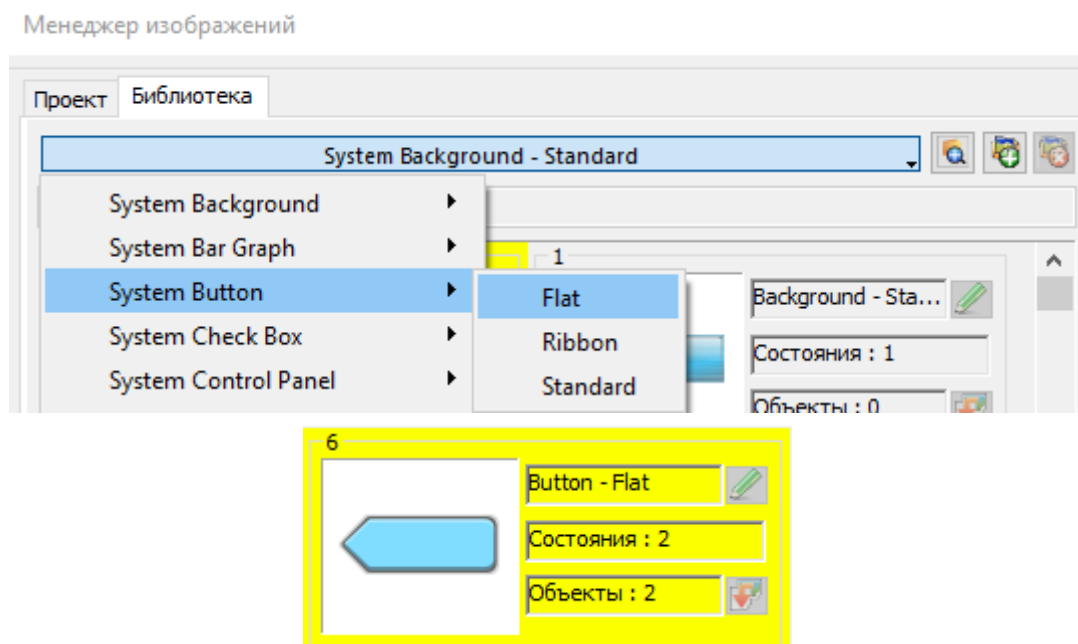 Менеджер изображений
Проект Библиотека
System Background - Standard
System Background
System Bar Graph
1
System Button
Flat
Background - Sta...
System Check Box
Ribbon
Состояния : 1
System Control Panel
Standard
Объекты : 0
6
Button - Flat
Состояния : 2
Объекты : 2